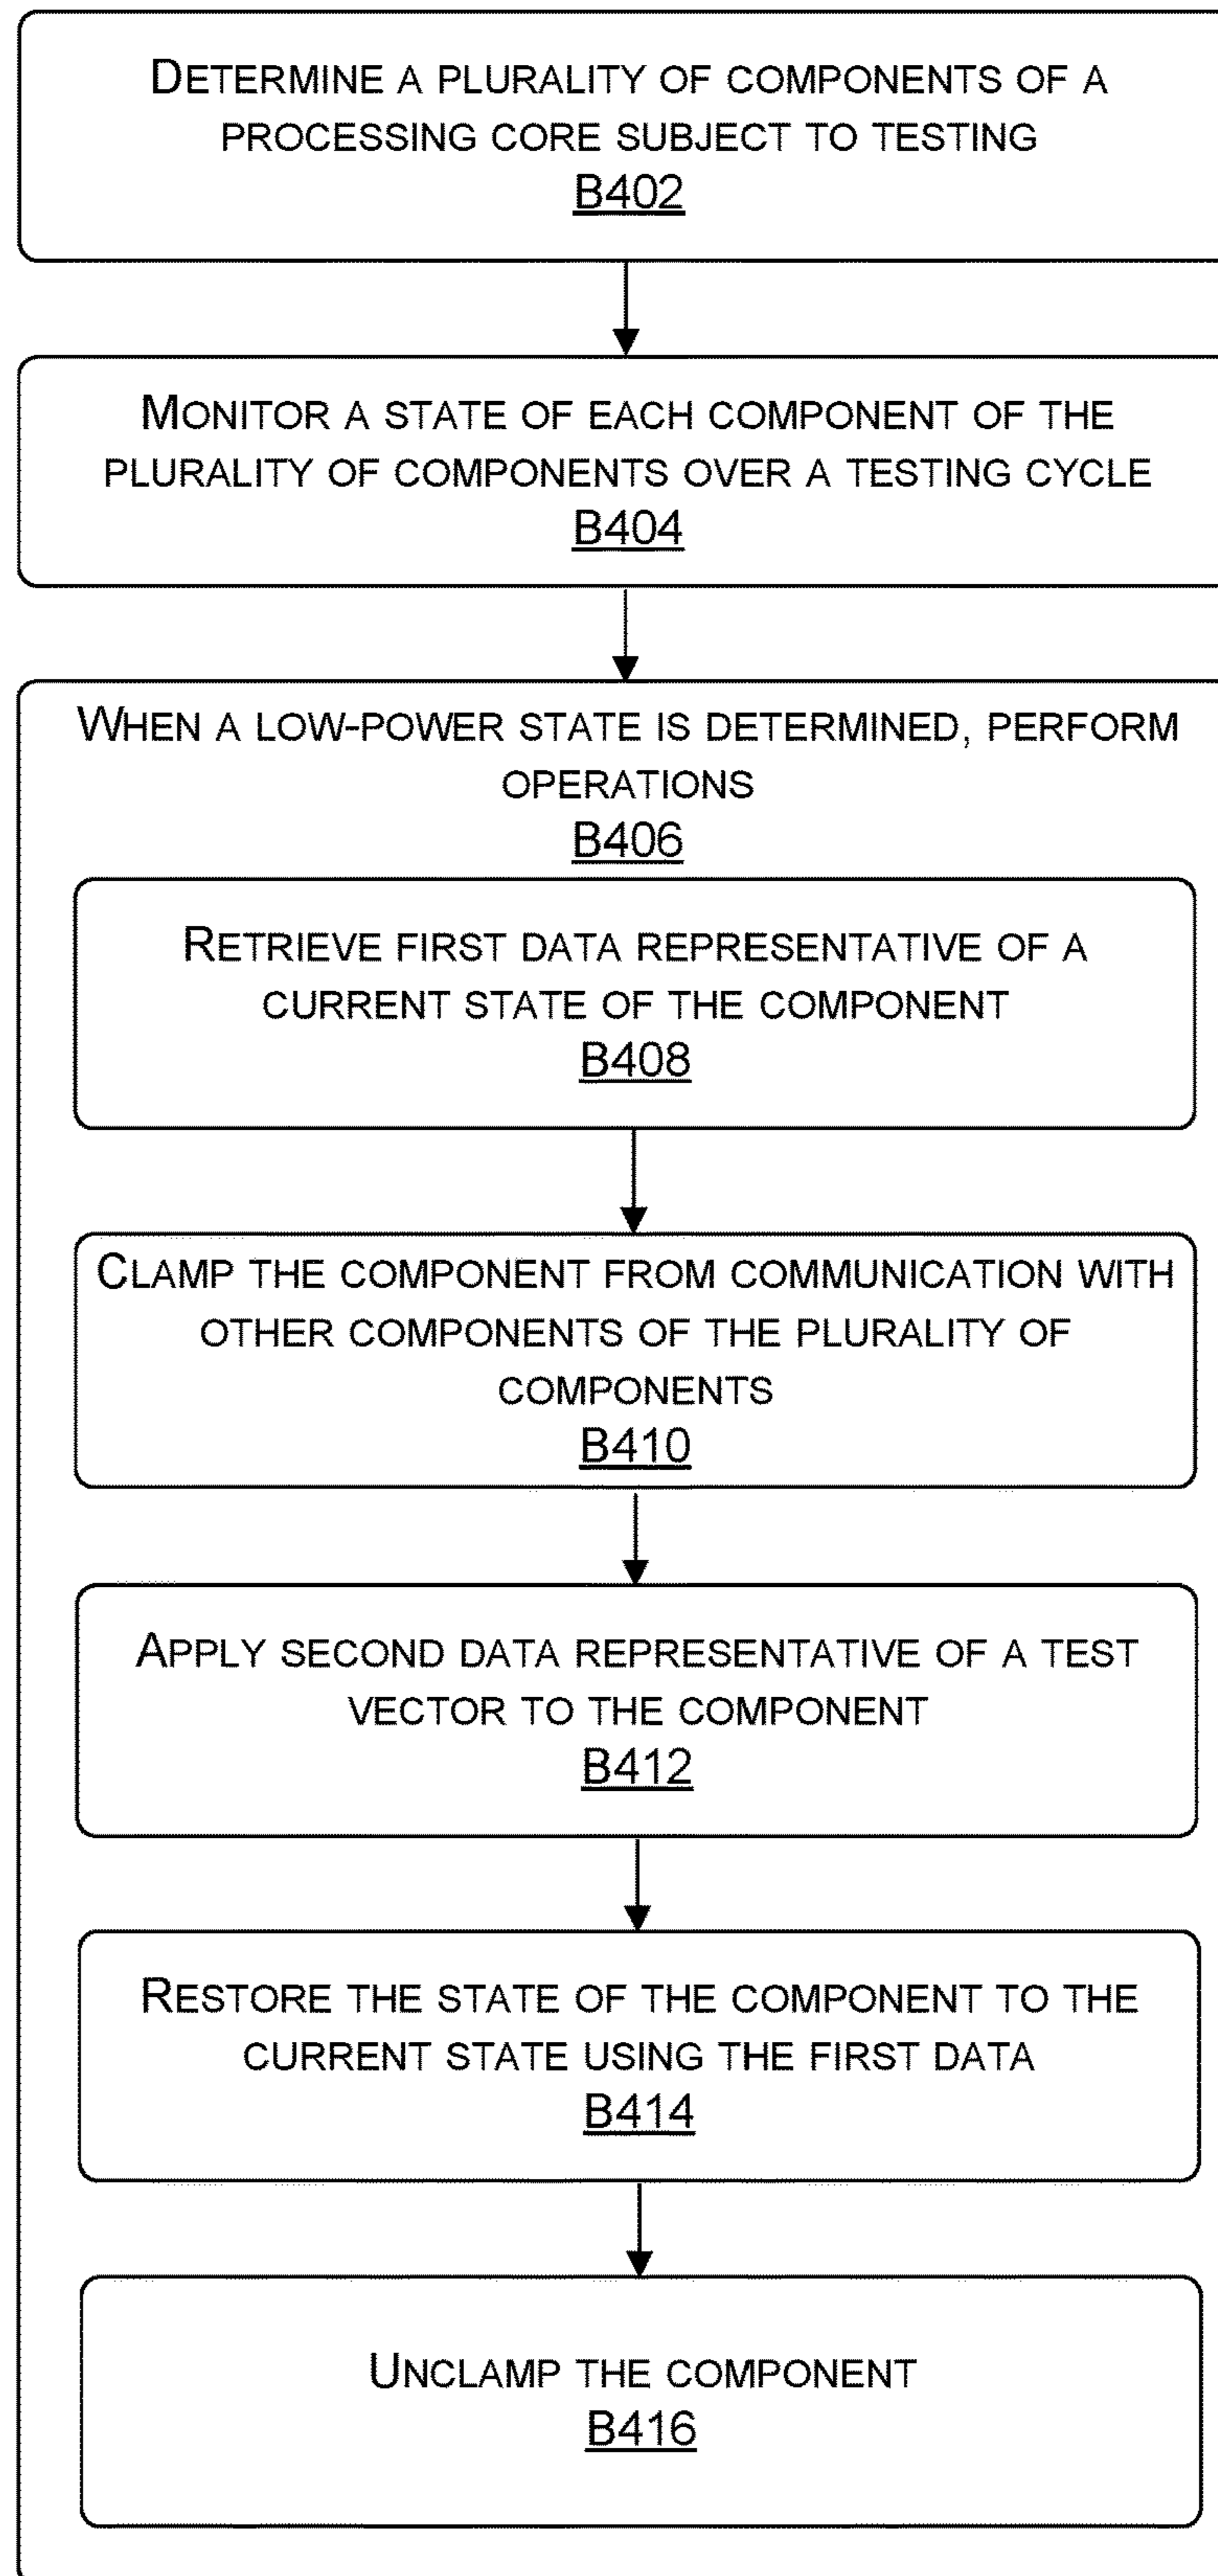 DETERMINE A PLURALITY OF COMPONENTS OF A
PROCESSING CORE SUBJECT TO TESTING
B402
MONITOR A STATE OF EACH COMPONENT OF THE
PLURALITY OF COMPONENTS OVER A TESTING CYCLE
B404
WHEN A LOW-POWER STATE IS DETERMINED, PERFORM
OPERATIONS
B406
RETRIEVE FIRST DATA REPRESENTATIVE OF A
CURRENT STATE OF THE COMPONENT
B408
CLAMP THE COMPONENT FROM COMMUNICATION WITH
OTHER COMPONENTS OF THE PLURALITY OF
COMPONENTS
B410
APPLY SECOND DATA REPRESENTATIVE OF A TEST
VECTOR TO THE COMPONENT
B412
RESTORE THE STATE OF THE COMPONENT TO THE
CURRENT STATE USING THE FIRST DATA
B414
UNCLAMP THE COMPONENT
B416